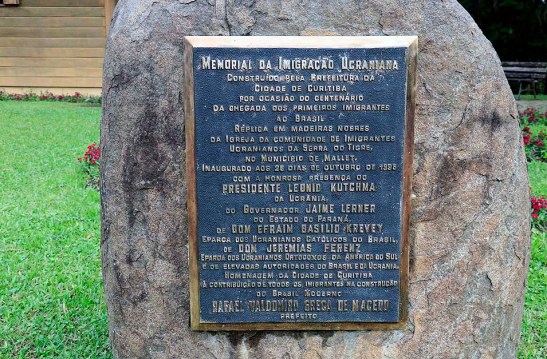 MEMORIAL DA IMIGRAÇÃO UCRANIANA
CONSTRUÍDO PELA PREFEITURA DA
CIDADE DE CURITIBA
POR OCASIÃO DO CENTENÁRIO
DA CHEGADA DOS PRIMEIROS IMIGRANTES
AO BRASIL
RÉPLICA EM MADEIRAS NOBRES
DA IGREJA DA COMUNIDADE DE IMIGRANTES
UCRANIANOS DA SERRA DO TIGRE,
NO MUNICÍPIO DE MALLET.
INAUGURADO AOS 26 DIAS DE OUTUBRO DE 1995
COM A HONROSA PRESENÇA DO
PRESIDENTE LEONID KUTCHMA
DA UCRÂNIA,
DO GOVERNADOR JAIME LERNER
DO ESTADO DO PARANÁ,
DE DOM EFRAIN BASILIO KREVEY
EPARCA DOS UCRANIANOS CATÓLICOS DO BRASIL,
DE DOM JEREMIAS FERENZ
EPARCA DOS UCRANIANOS ORTODOXOS DA AMÉRICA DO SUL
E DE ELEVADAS AUTORIDADES DO BRASIL E DA UCRANIA.
HOMENAGEM DA CIDADE DE CURITIBA
À CONTRIBUIÇÃO DE TODOS OS IMIGRANTES NA CONSTRUÇÃO
DO BRASIL MODERNO
RAFAEL VALDOMIRO GRECA DE MACEDO
PREFEITO